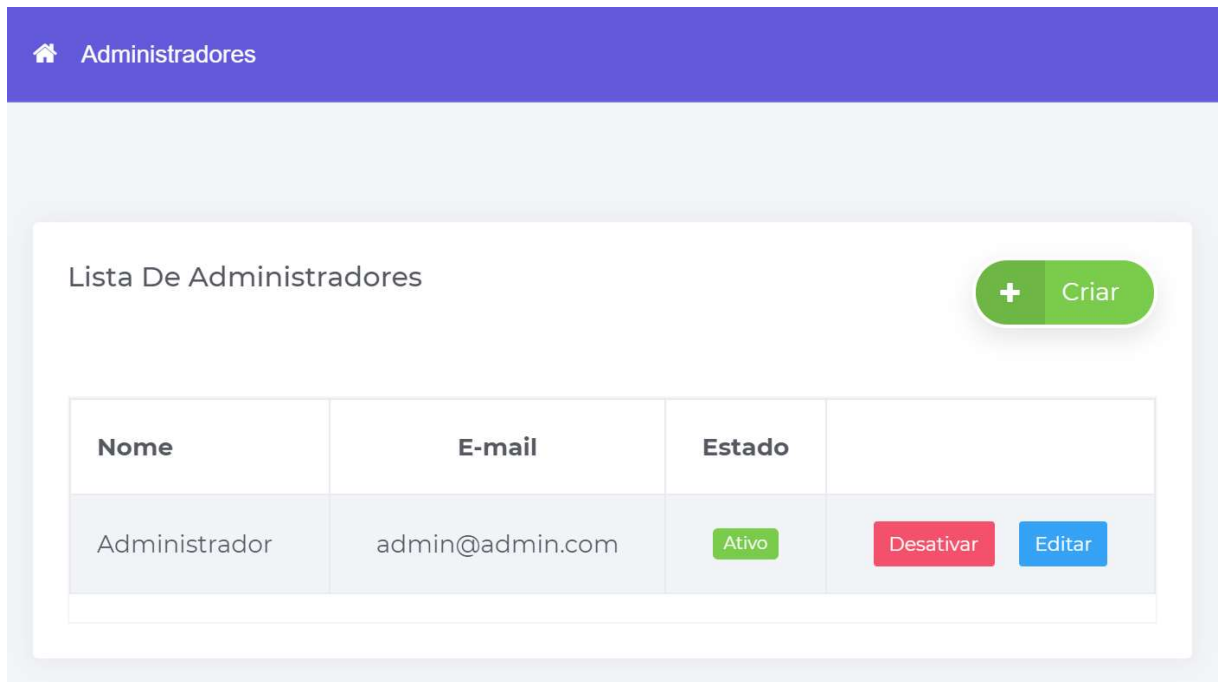 Administradores
Lista De Administradores
Criar
Nome E-mail Estado
Administrador admin@admin.com Ativo Desativar Editar